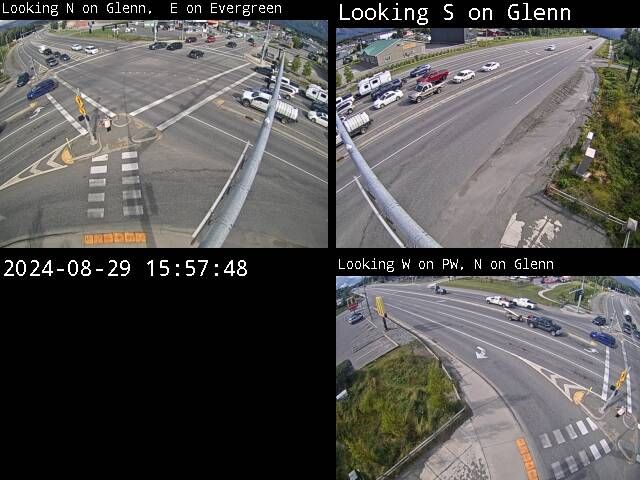 Looking N on Glenn,  E on Evergreen
Looking S on Glenn
2024-08-29 15:57:48
Looking W on PW, N on Glenn